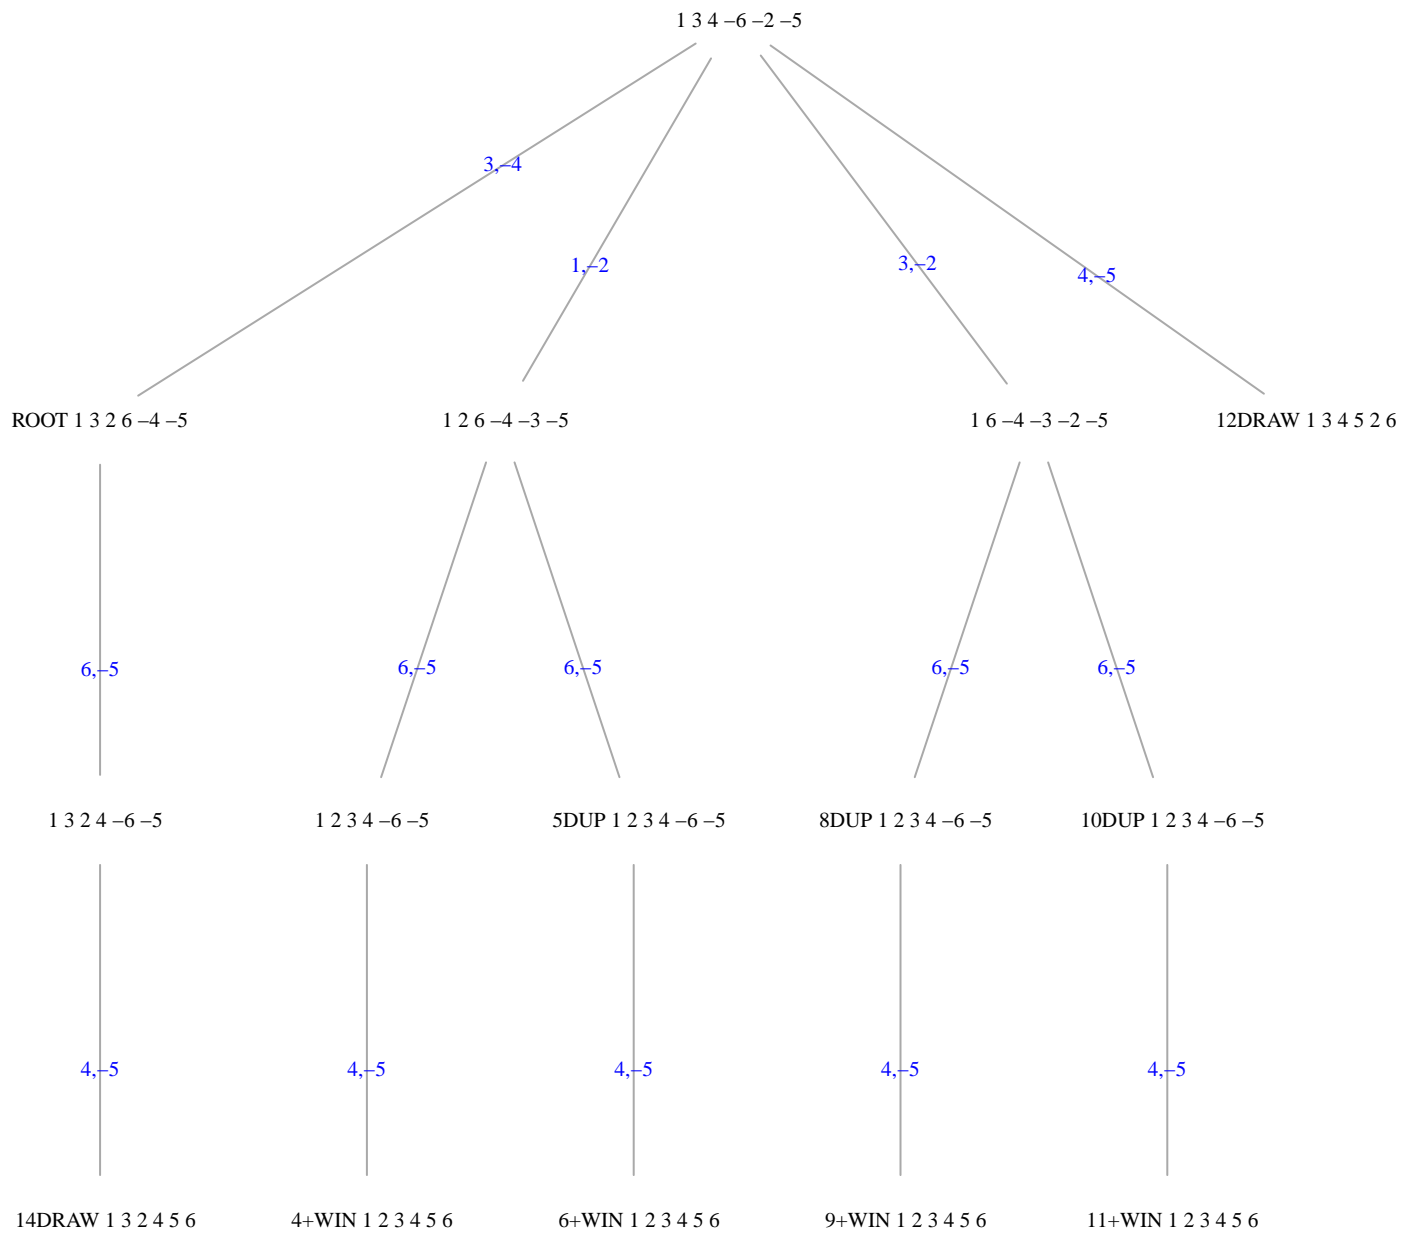 1 3 4 –6 –2 –5
3,–4
1,–2
3,–2
4,–5
ROOT 1 3 2 6 –4 –5
1 2 6 –4 –3 –5
1 6 –4 –3 –2 –5
12DRAW 1 3 4 5 2 6
6,–5
6,–5
6,–5
6,–5
6,–5
1 3 2 4 –6 –5
1 2 3 4 –6 –5
5DUP 1 2 3 4 –6 –5
8DUP 1 2 3 4 –6 –5
10DUP 1 2 3 4 –6 –5
4,–5
4,–5
4,–5
4,–5
4,–5
14DRAW 1 3 2 4 5 6
4+WIN 1 2 3 4 5 6
6+WIN 1 2 3 4 5 6
9+WIN 1 2 3 4 5 6
11+WIN 1 2 3 4 5 6